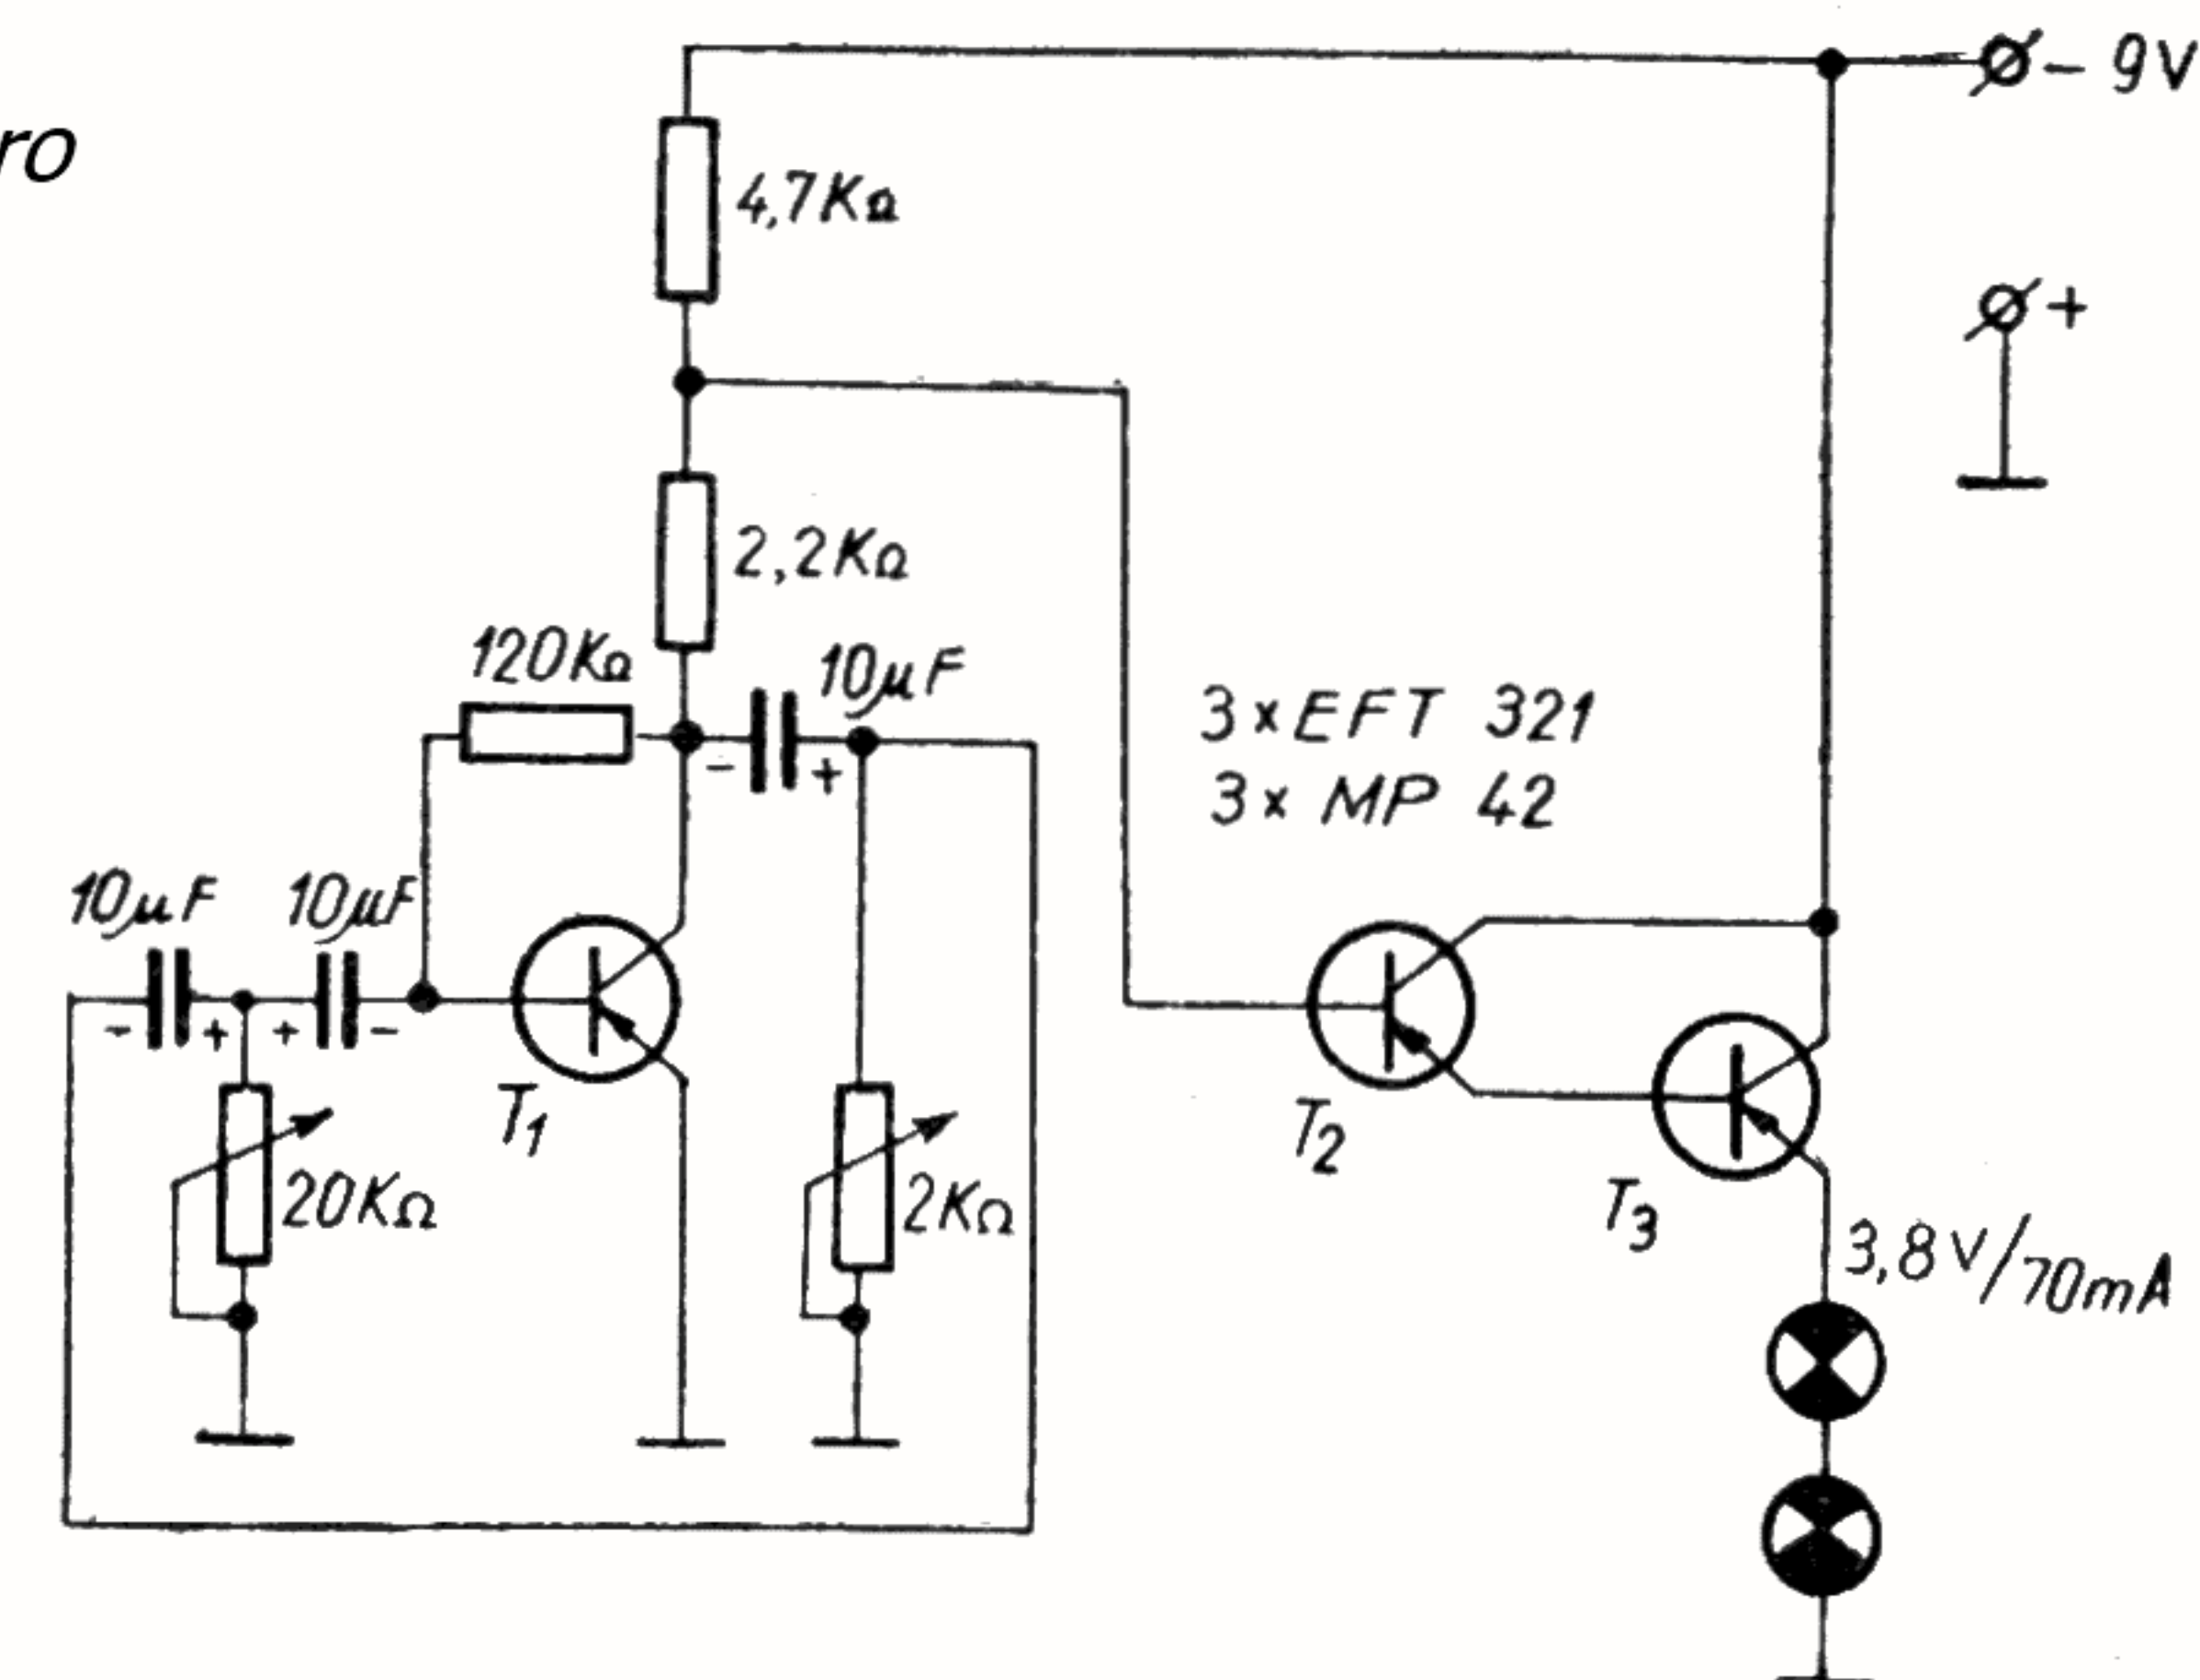 - 9V
ro
4,7KΩ
+
2,2KΩ
120KΩ
10µF
- +
3 x EFT 321
3 x MP 42
10µF 10µF
- + + -
T1
T2
20KΩ
2KΩ
T3
3,8V/70mA